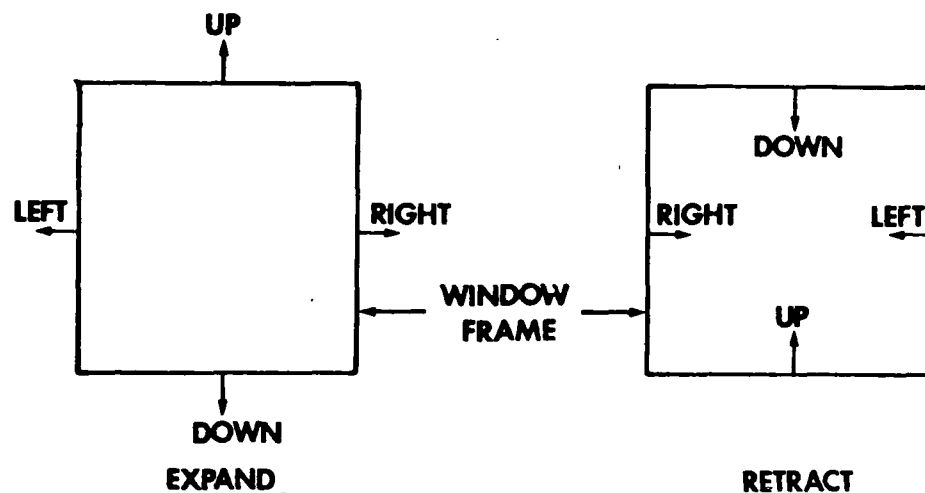 UP
LEFT
RIGHT
DOWN
EXPAND
WINDOW
FRAME
DOWN
RIGHT
LEFT
UP
RETRACT